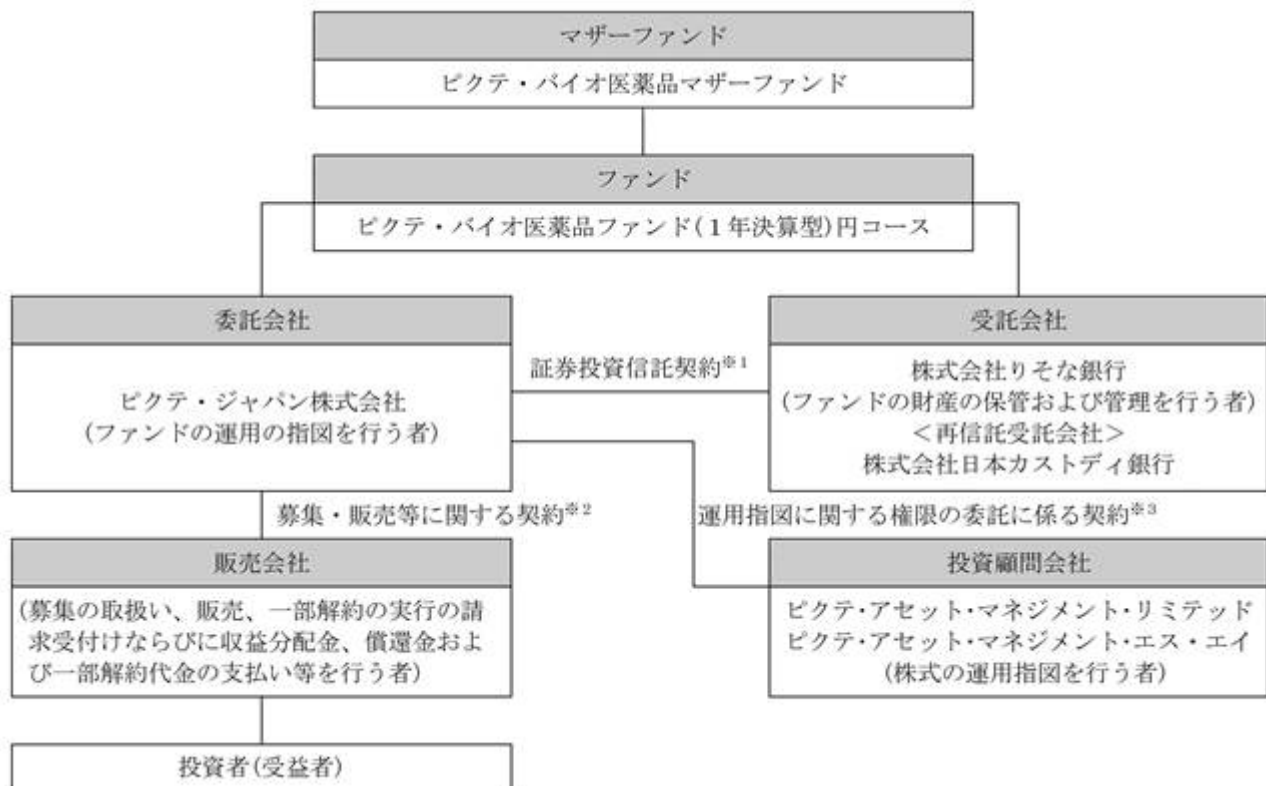 マザーファンド
ピクテ・バイオ医薬品マザーファンド
ファンド
ピクテ・バイオ医薬品ファンド(１年決算型)円コース
委託会社
ピクテ・ジャパン株式会社
(ファンドの運用の指図を行う者)
証券投資信託契約※1
受託会社
株式会社りそな銀行
(ファンドの財産の保管および管理を行う者)
＜再信託受託会社＞
株式会社日本カストディ銀行
募集・販売等に関する契約※2
運用指図に関する権限の委託に係る契約※3
販売会社
(募集の取扱い、販売、一部解約の実行の請
求受付けならびに収益分配金、償還金およ
び一部解約代金の支払い等を行う者)
投資顧問会社
ピクテ・アセット・マネジメント・リミテッド
ピクテ・アセット・マネジメント・エス・エイ
(株式の運用指図を行う者)
投資者(受益者)